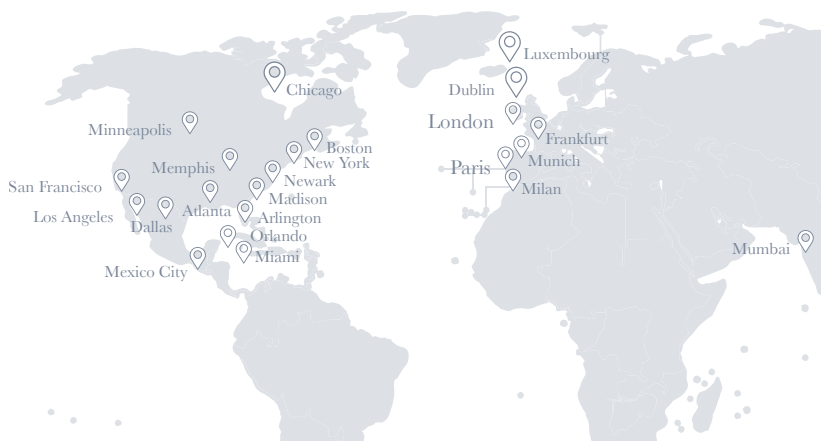 Luxembourg
Chicago
Dublin
London
Minneapolis
Frankfurt
Boston
New York
Munich
Memphis
Paris
Newark
San Francisco
Milan
Madison
Atlanta
Los Angeles
Arlington
Dallas
Orlando
Mumbai
Miami
Mexico City